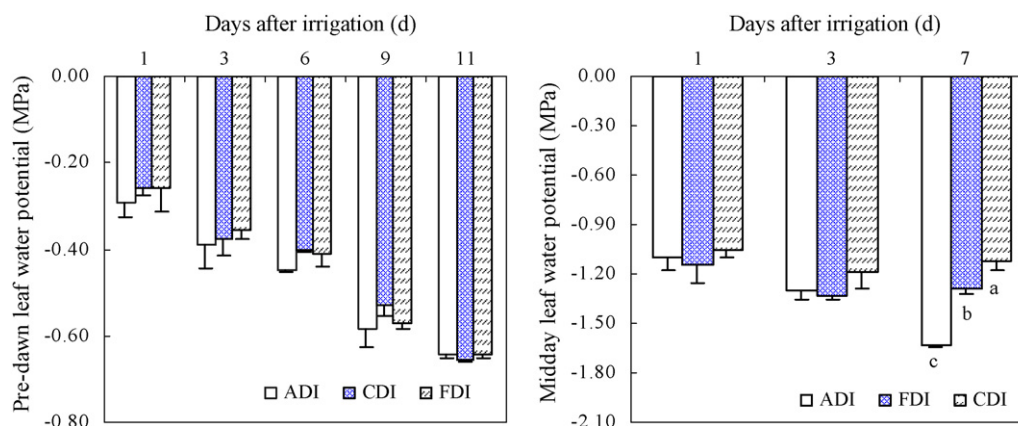 Days after irrigation (d)
1 3 6 9 11
0.00
-0.20
-0.40
-0.60
-0.80
Pre-dawn leaf water potential (MPa)
ADI CDI FDI
Days after irrigation (d)
1 3 7
0.00
-0.30
-0.60
-0.90
-1.20
-1.50
-1.80
-2.10
Midday leaf water potential (MPa)
a
b
c
ADI FDI CDI